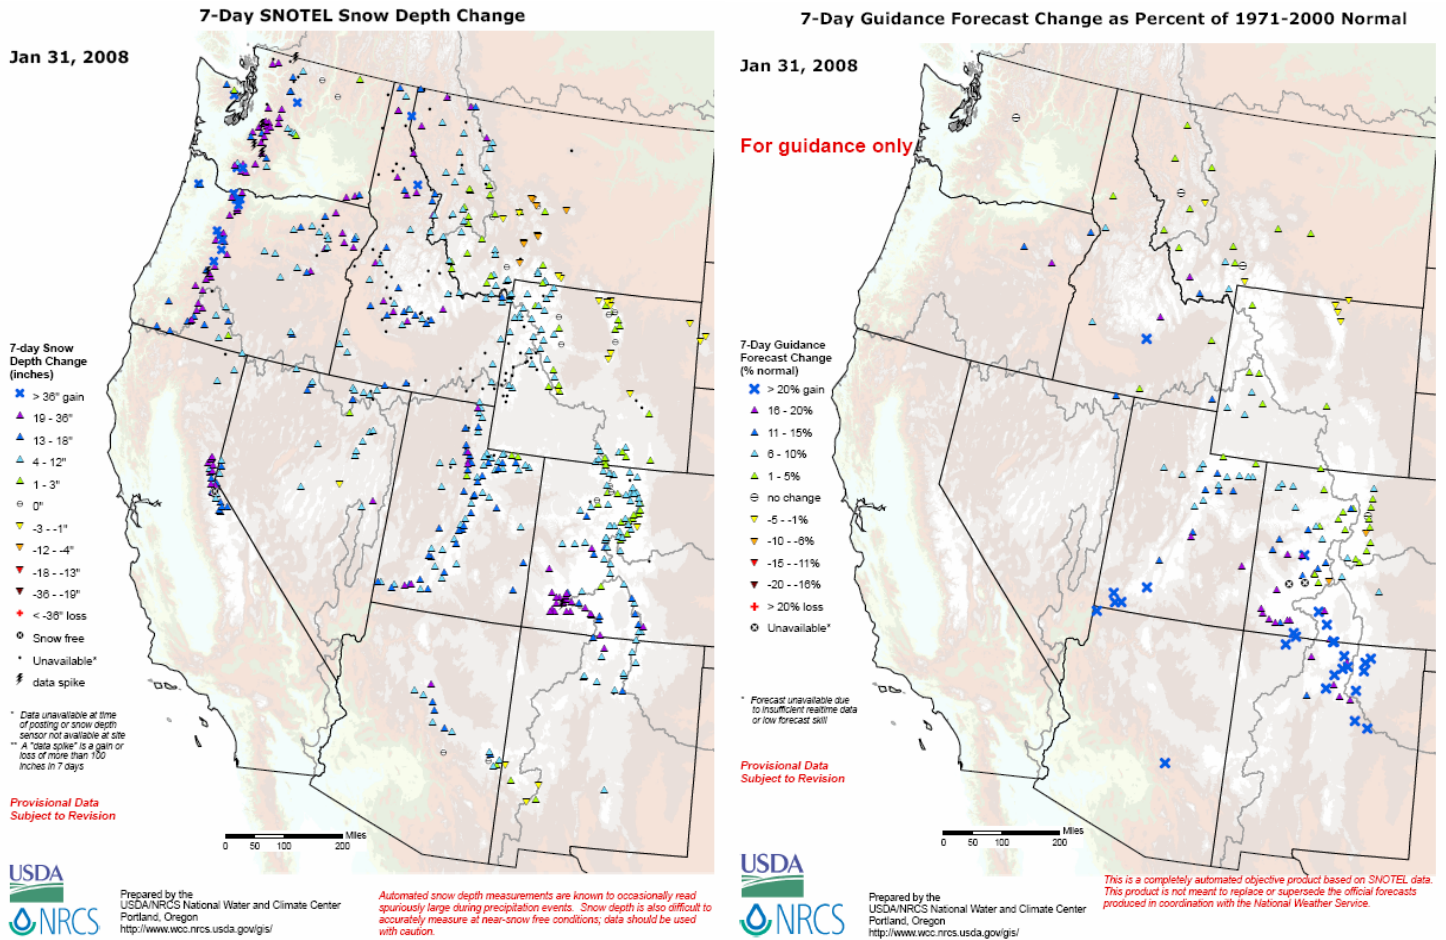 7-Day SNOTEL Snow Depth Change
Jan 31, 2008
7-day Snow
Depth Change
(inches)
> 36" gain
19 - 36"
13 - 18"
4 - 12"
1 - 3"
0"
-3 - -1"
-12 - -4"
-18 - -13"
-36 - -19"
< -36" loss
Snow free
Unavailable*
data spike
* Data unavailable at time
of posting or snow depth
sensor not available at site
** A "data spike" is a gain or
loss of more than 100
inches in 7 days
Provisional Data
Subject to Revision
Miles
0 50 100 200
USDA
NRCS
Prepared by the
USDA/NRCS National Water and Climate Center
Portland, Oregon
http://www.wcc.nrcs.usda.gov/gis/
Automated snow depth measurements are known to occasionally read
spuriously large during precipitation events. Snow depth is also difficult to
accurately measure at near-snow free conditions; data should be used
with caution.
7-Day Guidance Forecast Change as Percent of 1971-2000 Normal
Jan 31, 2008
For guidance only
7-Day Guidance
Forecast Change
(% normal)
> 20% gain
16 - 20%
11 - 15%
6 - 10%
1 - 5%
no change
-5 - -1%
-10 - -6%
-15 - -11%
-20 - -16%
> 20% loss
Unavailable*
* Forecast unavailable due
to insufficient realtime data
or low forecast skill
Provisional Data
Subject to Revision
Miles
0 50 100 200
USDA
NRCS
Prepared by the
USDA/NRCS National Water and Climate Center
Portland, Oregon
http://www.wcc.nrcs.usda.gov/gis/
This is a completely automated objective product based on SNOTEL data.
This product is not meant to replace or supersede the official forecasts
produced in coordination with the National Weather Service.